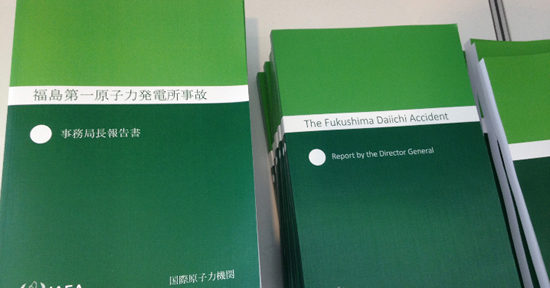 福島第一原子力発電所事故
事務局長報告書
国際原子力機関
IAEA
The Fukushima Daiichi Accident
Report by the Director General